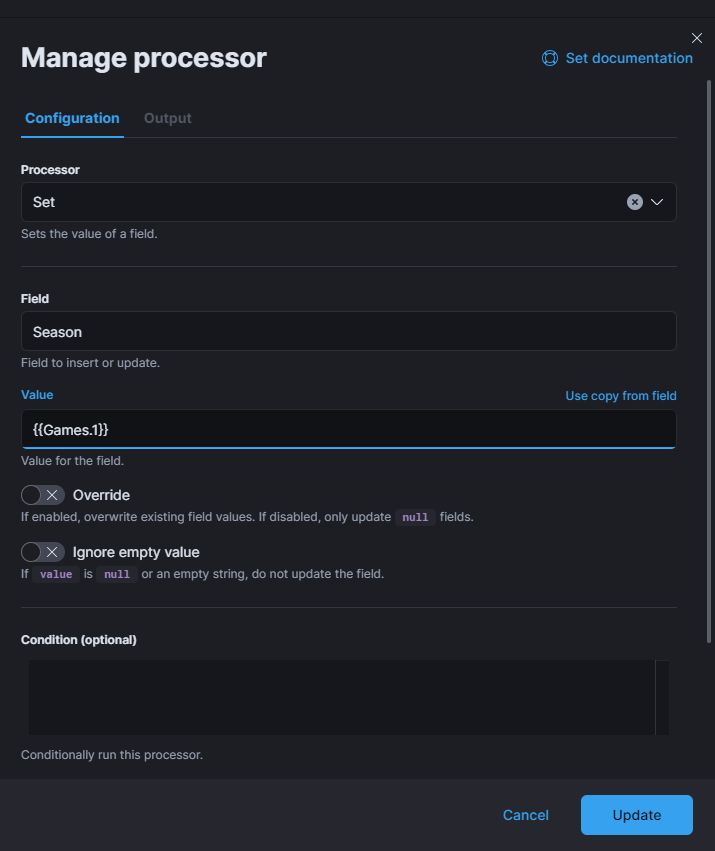 Manage processor
Set documentation
Configuration
Output
Processor
Set
Sets the value of a field.
Field
Season
Field to insert or update.
Value
Use copy from field
{{Games.1}}
Value for the field.
Override
If enabled, overwrite existing field values. If disabled, only update null fields.
Ignore empty value
If value is null or an empty string, do not update the field.
Condition (optional)
Conditionally run this processor.
Cancel
Update